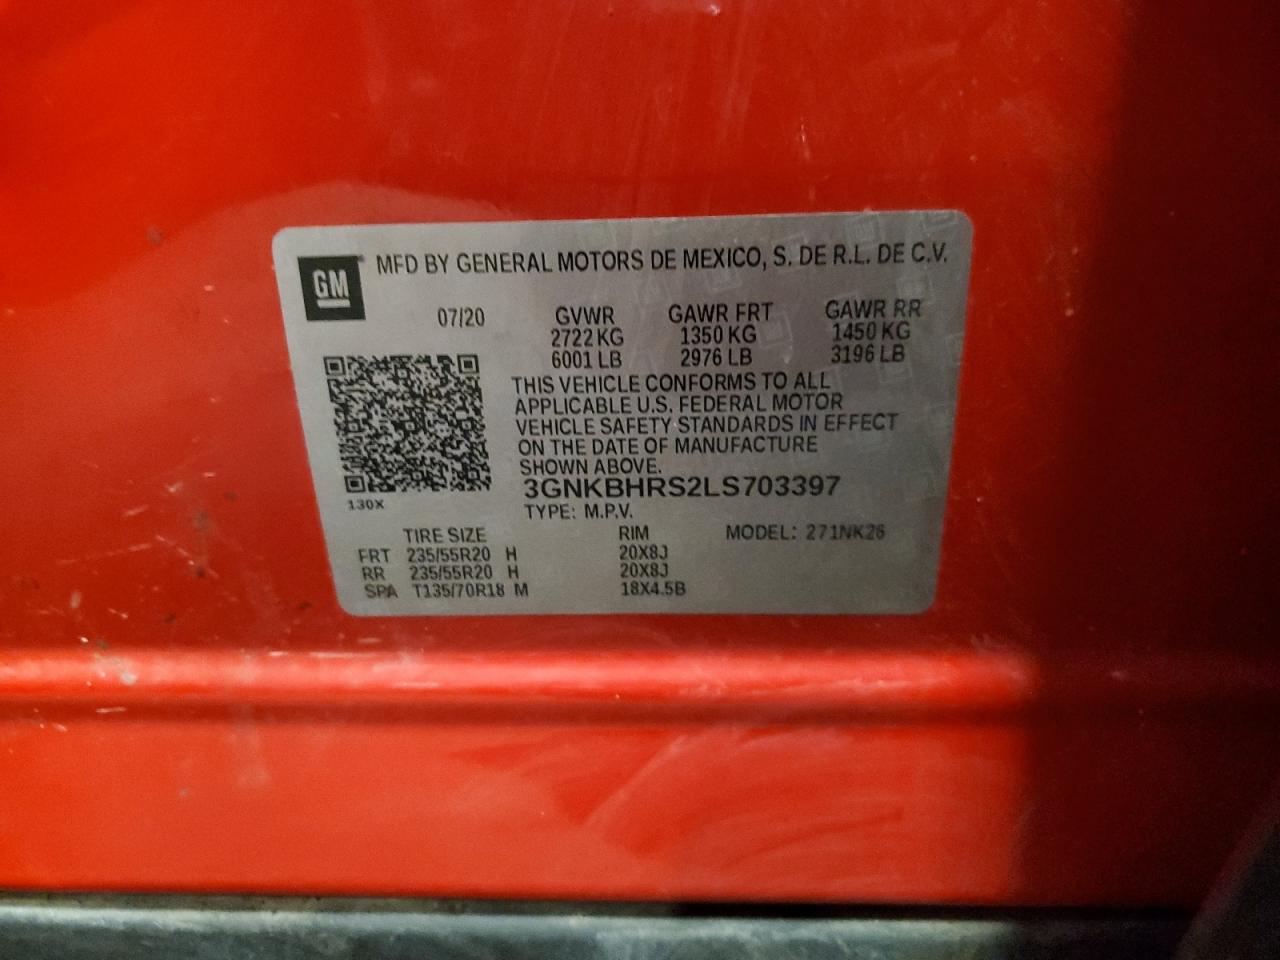 GM® MFD BY GENERAL MOTORS DE MEXICO, S. DE R.L. DE C.V.
07/20 GVWR GAWR FRT GAWR RR
2722 KG 1350 KG 1450 KG
6001 LB 2976 LB 3196 LB
THIS VEHICLE CONFORMS TO ALL
APPLICABLE U.S. FEDERAL MOTOR
VEHICLE SAFETY STANDARDS IN EFFECT
ON THE DATE OF MANUFACTURE
SHOWN ABOVE.
3GNKBHRS2LS703397
130X
TYPE: M.P.V.
TIRE SIZE RIM MODEL: 271NK26
FRT 235/55R20 H 20X8J
RR 235/55R20 H 20X8J
SPA T135/70R18 M 18X4.5B